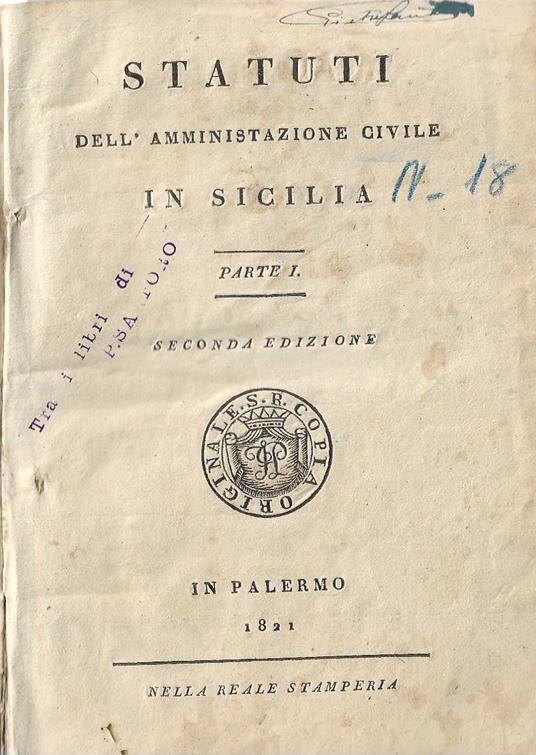 STATUTI
DELL' AMMINISTAZIONE CIVILE
IN SICILIA
N- 18
PARTE I.
Tra i libri di
P. SANTORO
SECONDA EDIZIONE
ORIGINALE. S. R. COPIA
IN PALERMO
1821
NELLA REALE STAMPERIA